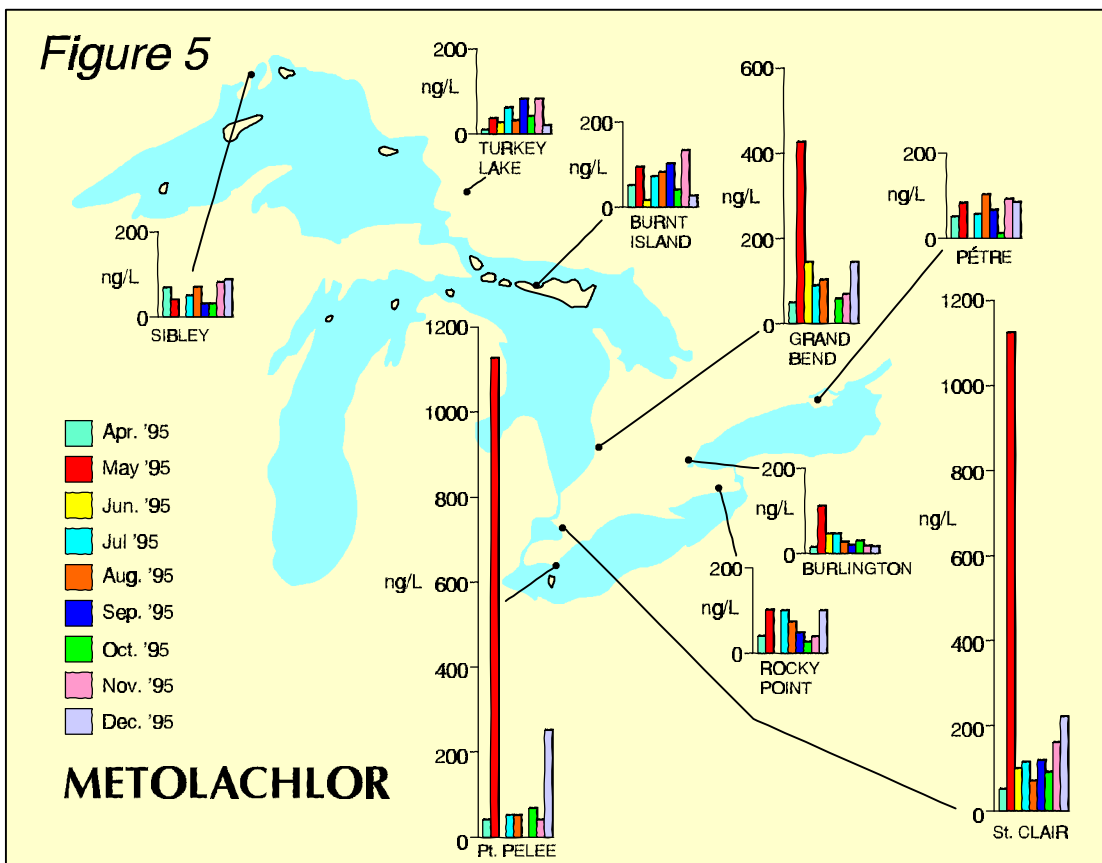 Figure 5
200
ng/L
0
TURKEY
LAKE
200
ng/L
0
BURNT
ISLAND
600
400
ng/L
200
0
GRAND
BEND
200
ng/L
0
PÉTRE
200
ng/L
0
SIBLEY
1200
1000
800
ng/L
600
400
200
0
Pt. PELEE
200
ng/L
0
BURLINGTON
200
ng/L
0
ROCKY
POINT
1200
1000
800
ng/L
600
400
200
0
St. CLAIR
Apr. '95
May '95
Jun. '95
Jul '95
Aug. '95
Sep. '95
Oct. '95
Nov. '95
Dec. '95
METOLACHLOR